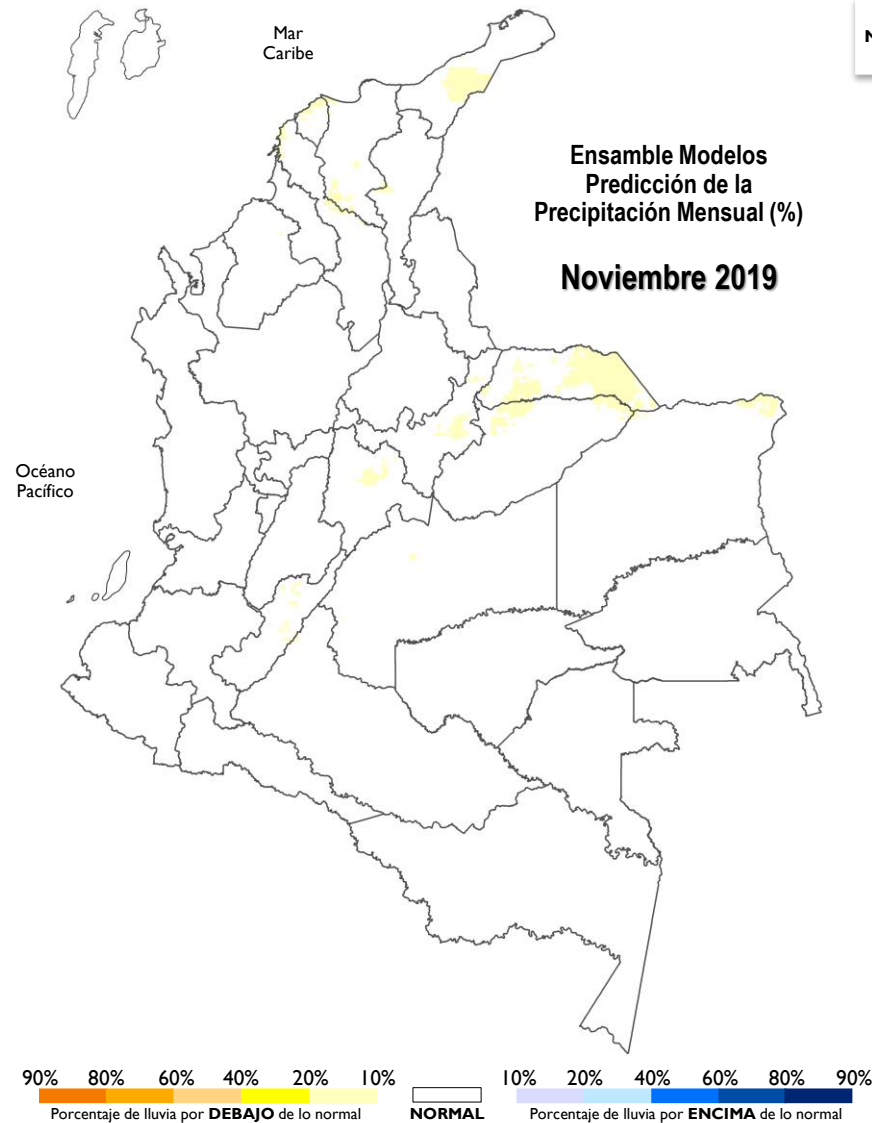 Mar
Caribe
Ensamble Modelos
Predicción de la
Precipitación Mensual (%)
Noviembre 2019
Océano
Pacífico
90% 80% 60% 40% 20% 10% 10% 20% 40% 60% 80% 90%
Porcentaje de lluvia por DEBAJO de lo normal NORMAL Porcentaje de lluvia por ENCIMA de lo normal